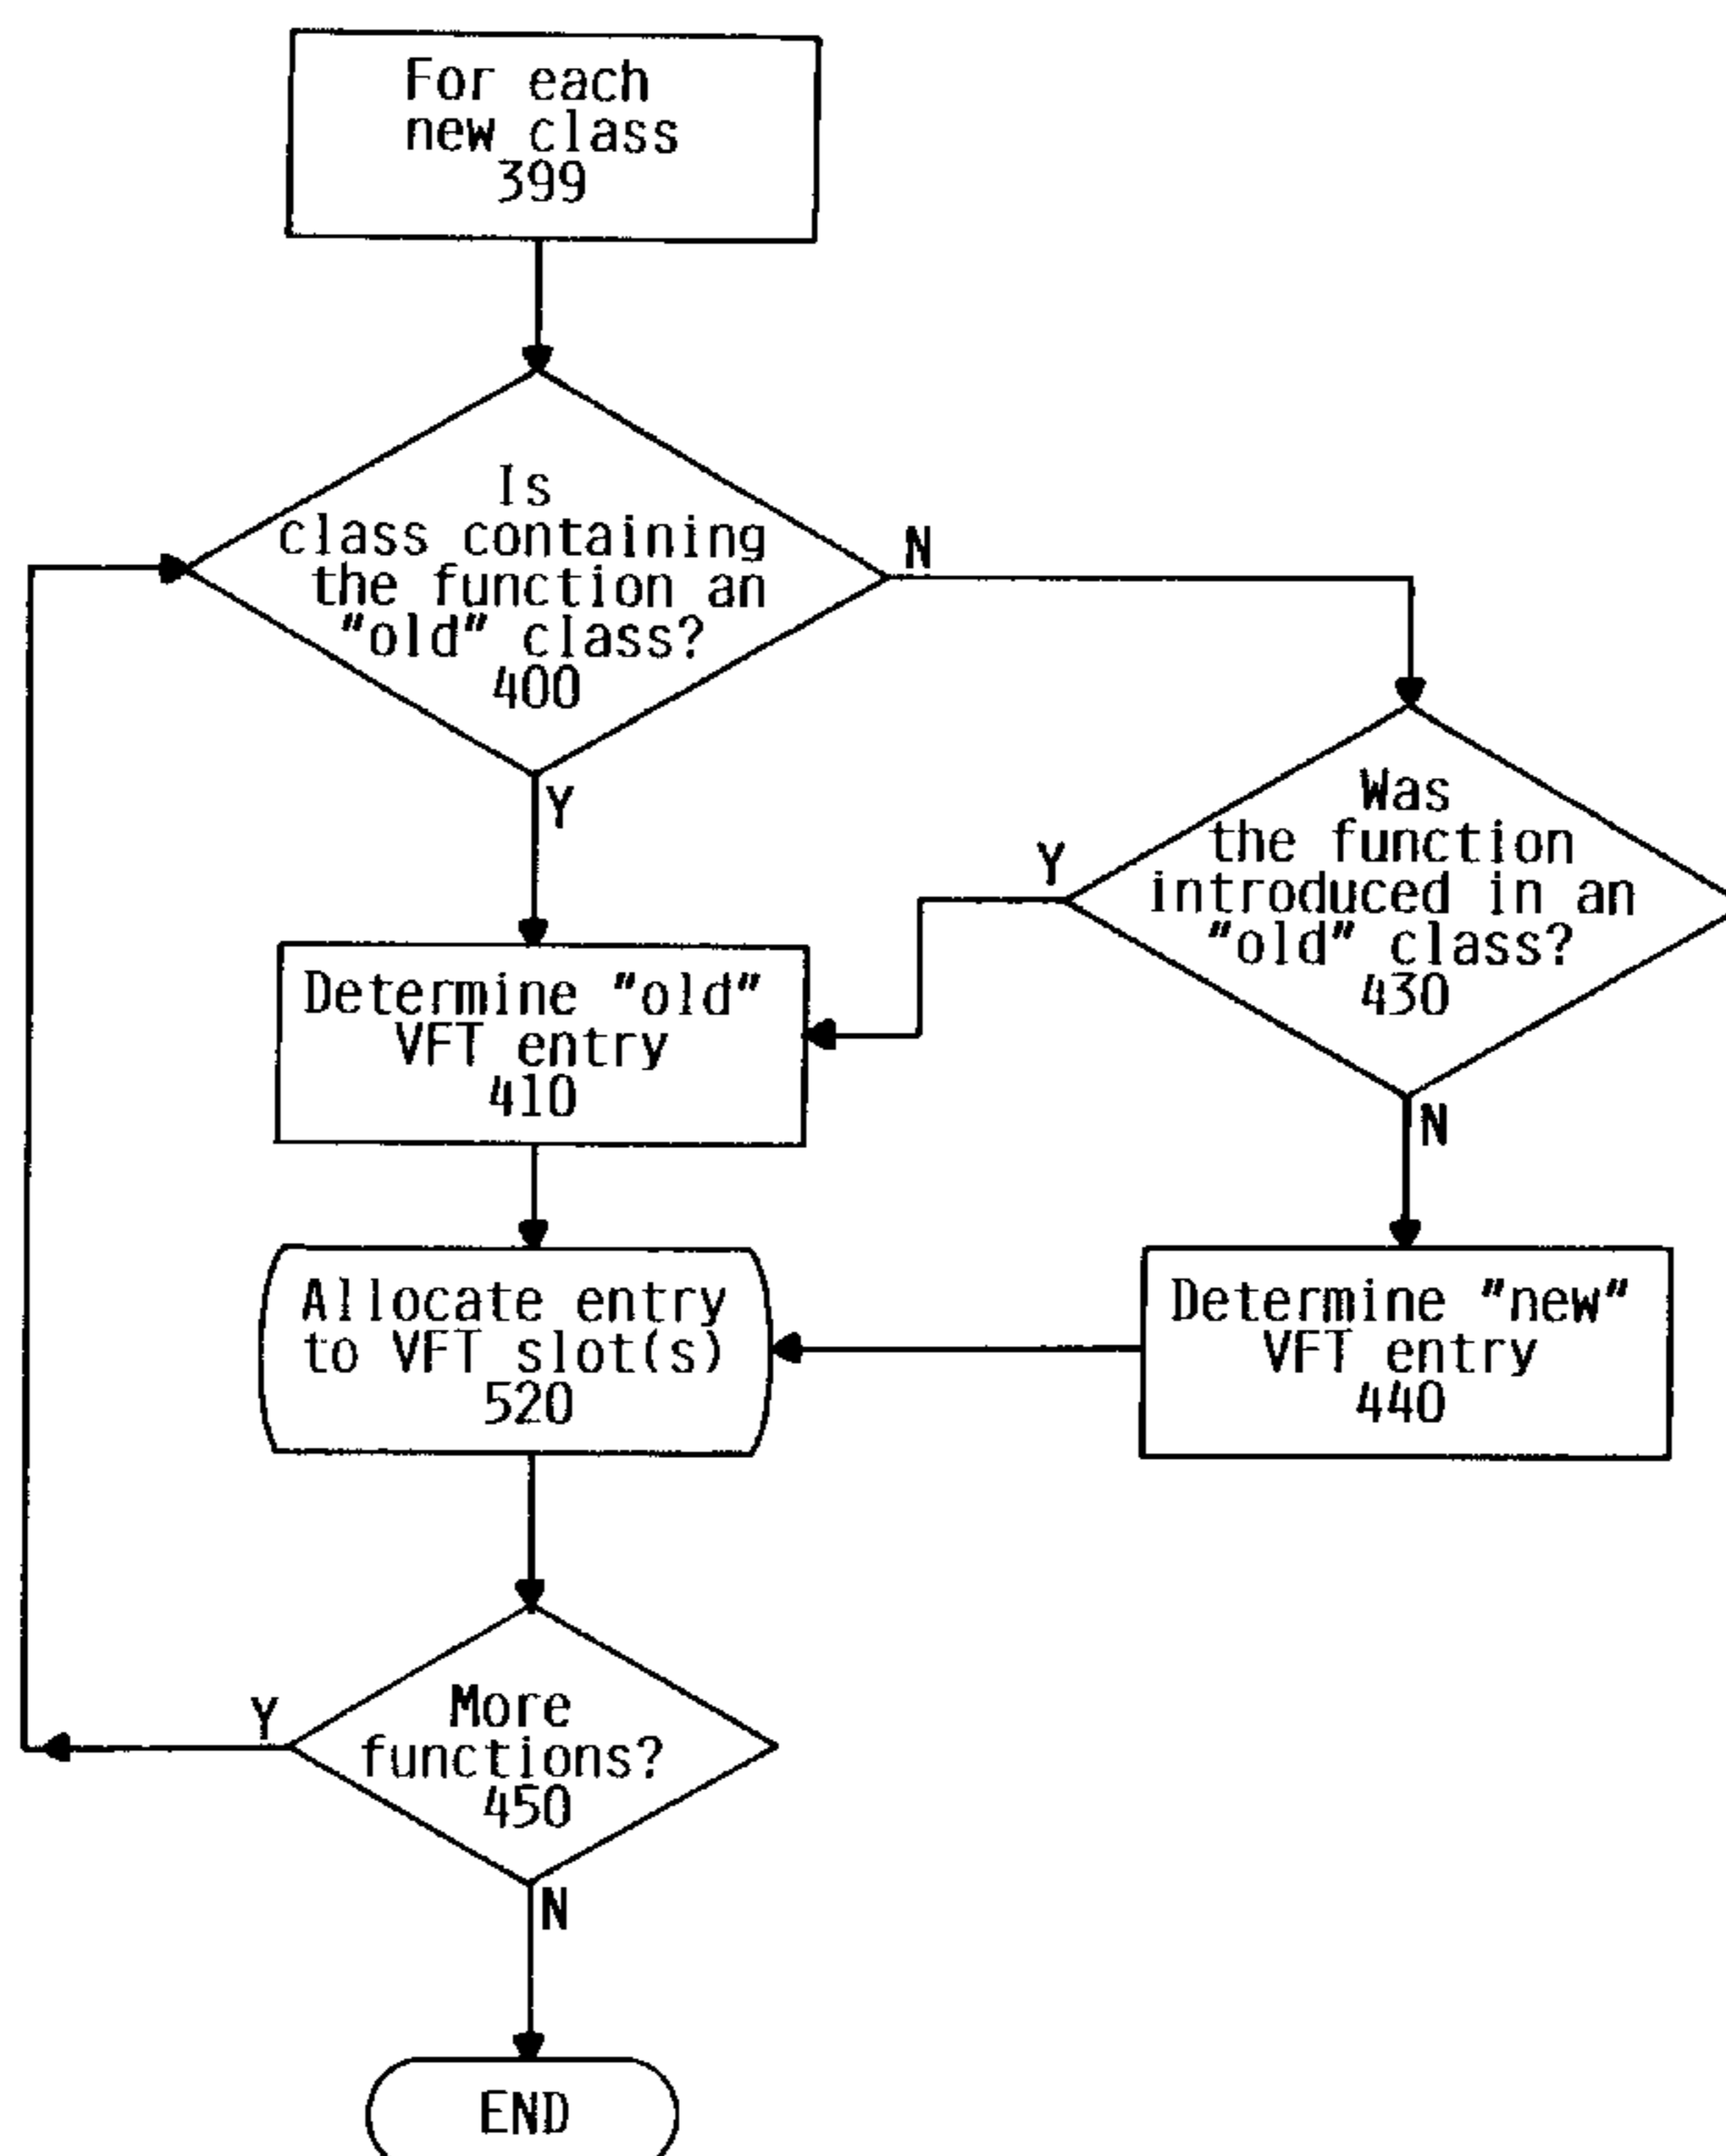 For each
new class
399
Is
class containing
the function an
"old" class?
400
N
Y
Was
the function
introduced in an
"old" class?
430
Y
N
Determine "old"
VFT entry
410
Allocate entry
to VFT slot(s)
520
Determine "new"
VFT entry
440
More
functions?
450
Y
N
END